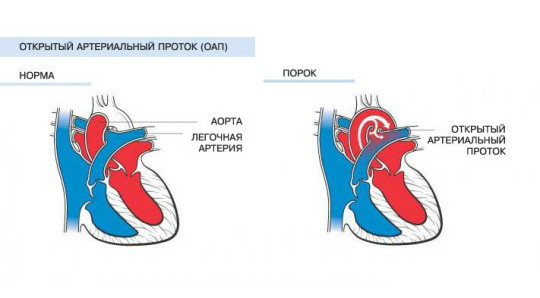 ОТКРЫТЫЙ АРТЕРИАЛЬНЫЙ ПРОТОК (ОАП)
НОРМА
АОРТА
ЛЕГОЧНАЯ
АРТЕРИЯ
ПОРОК
ОТКРЫТЫЙ
АРТЕРИАЛЬНЫЙ
ПРОТОК